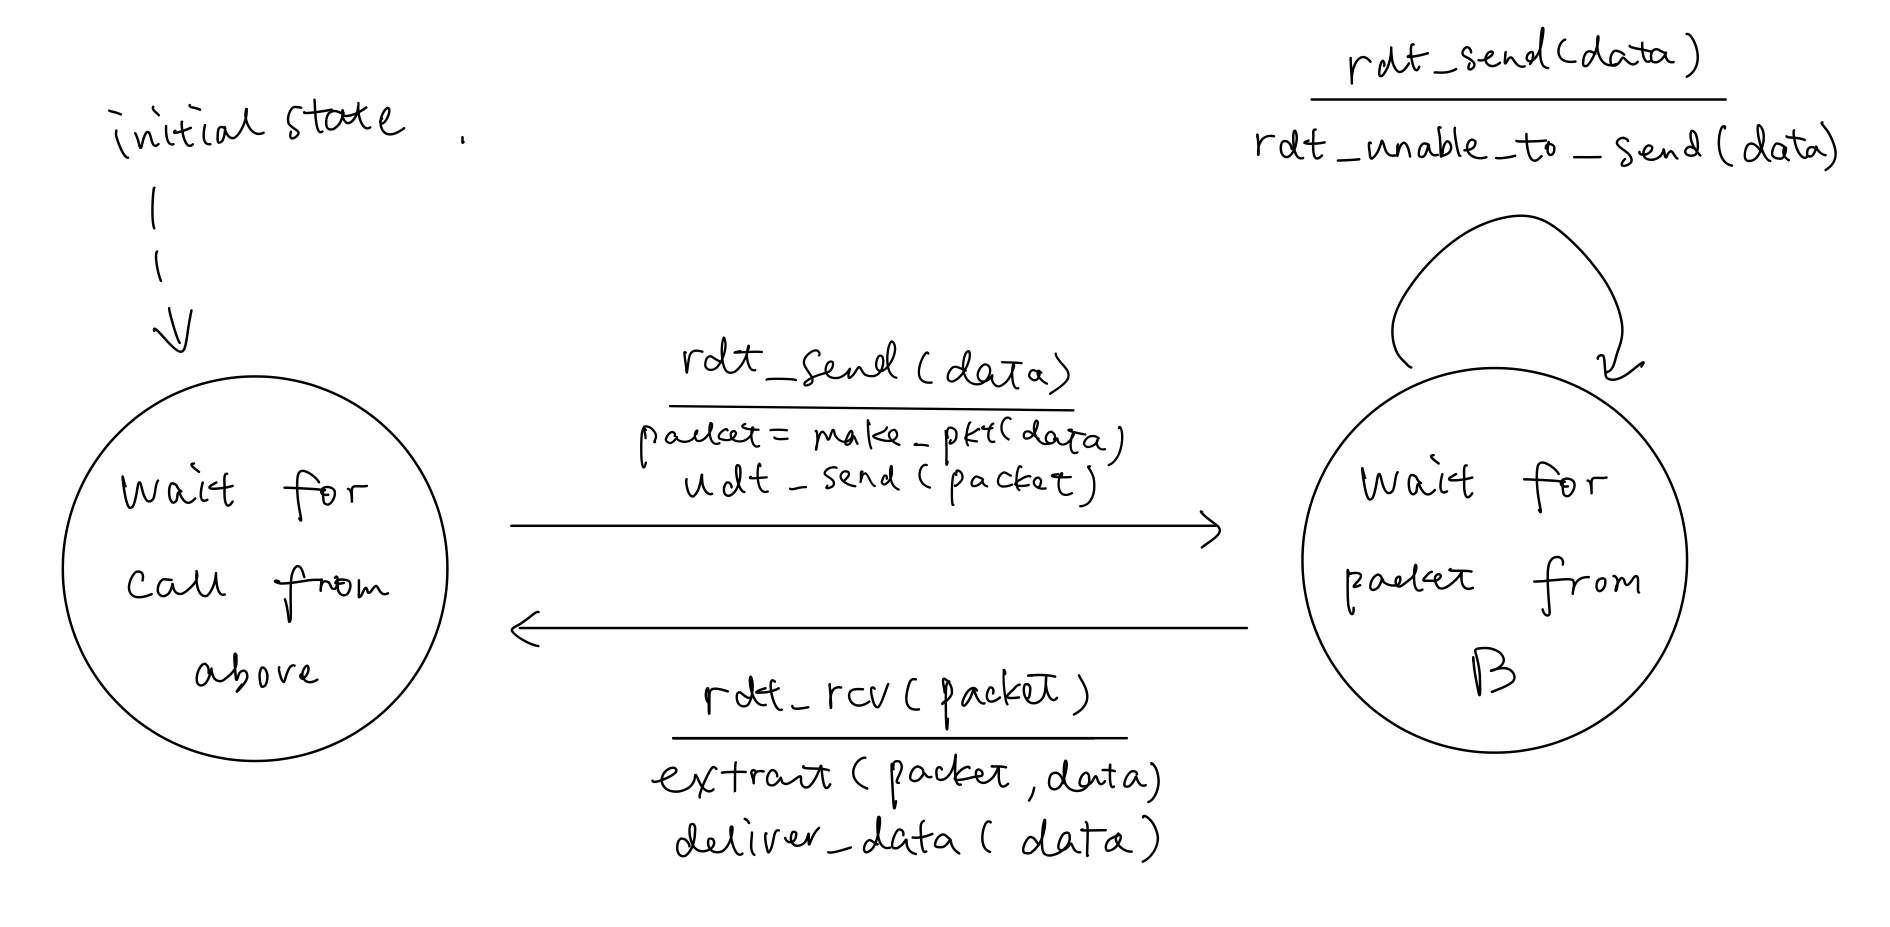 rdt_send(data)
rdt_unable_to_send(data)
initial state .
rdt_send(data)
packet = make_pkt(data)
udt_send(packet)
wait for
call from
above
wait for
packet from
B
rdt_rcv(packet)
extract(packet, data)
deliver_data(data)